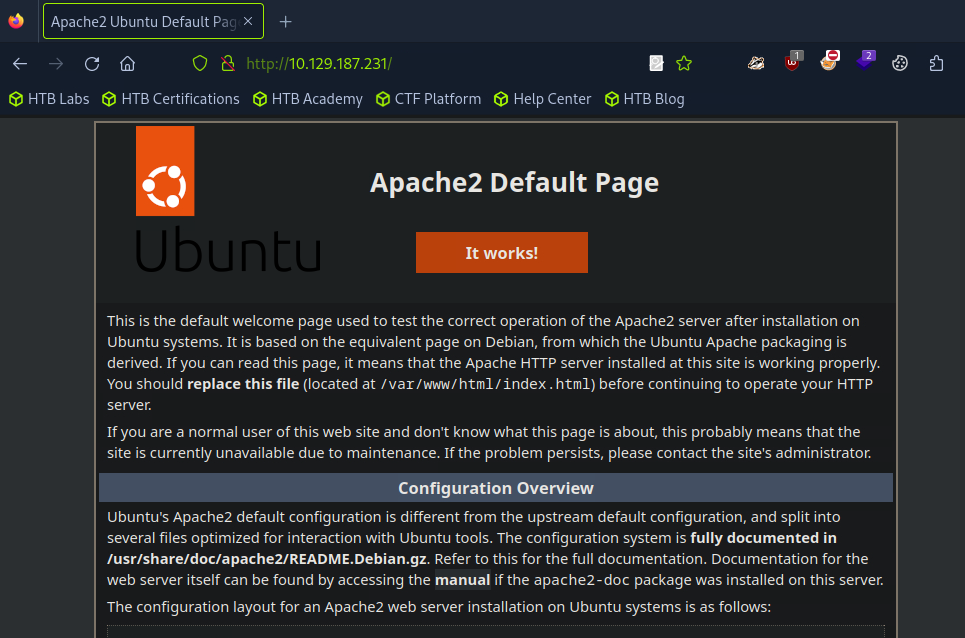 Apache2 Ubuntu Default Pag
http://10.129.187.231/
1
2
HTB Labs HTB Certifications HTB Academy CTF Platform Help Center HTB Blog
Apache2 Default Page
Ubuntu
It works!
This is the default welcome page used to test the correct operation of the Apache2 server after installation on
Ubuntu systems. It is based on the equivalent page on Debian, from which the Ubuntu Apache packaging is
derived. If you can read this page, it means that the Apache HTTP server installed at this site is working properly.
You should replace this file (located at /var/www/html/index.html) before continuing to operate your HTTP
server.
If you are a normal user of this web site and don't know what this page is about, this probably means that the
site is currently unavailable due to maintenance. If the problem persists, please contact the site's administrator.
Configuration Overview
Ubuntu's Apache2 default configuration is different from the upstream default configuration, and split into
several files optimized for interaction with Ubuntu tools. The configuration system is fully documented in
/usr/share/doc/apache2/README.Debian.gz. Refer to this for the full documentation. Documentation for the
web server itself can be found by accessing the manual if the apache2-doc package was installed on this server.
The configuration layout for an Apache2 web server installation on Ubuntu systems is as follows: